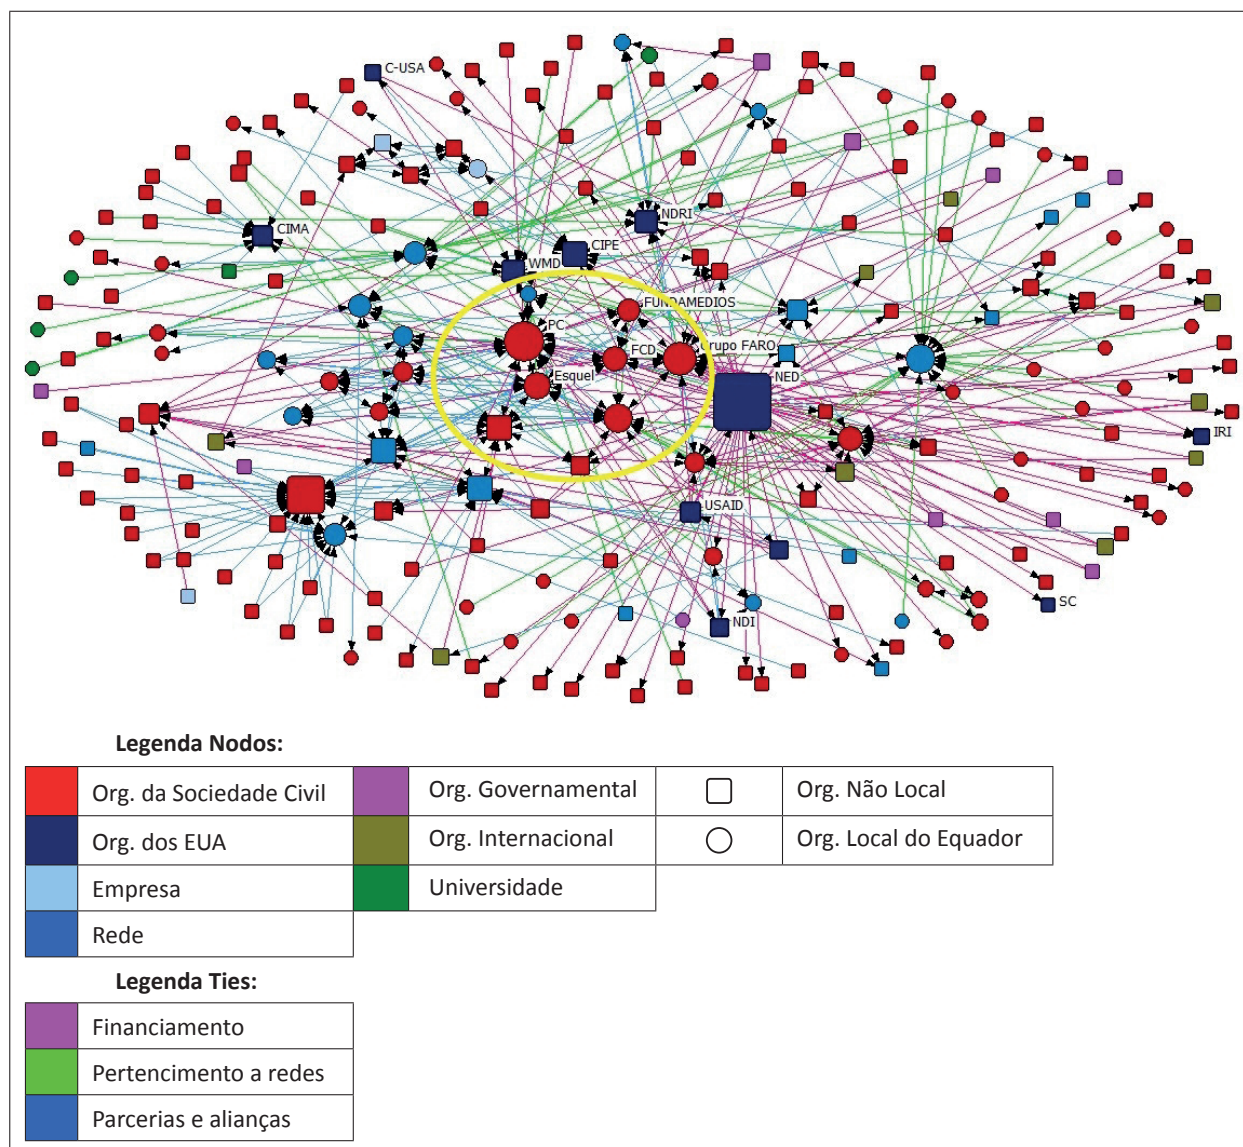 C-USA
NDRI
CIMA
CIPE
WMD
FUNDAMEDIOS
PC
Grupo FARO
FCD
Esquel
NED
IRI
USAID
SC
NDI
Legenda Nodos:
Org. da Sociedade Civil
Org. Governamental
Org. Não Local
Org. dos EUA
Org. Internacional
Org. Local do Equador
Empresa
Universidade
Rede
Legenda Ties:
Financiamento
Pertencimento a redes
Parcerias e alianças